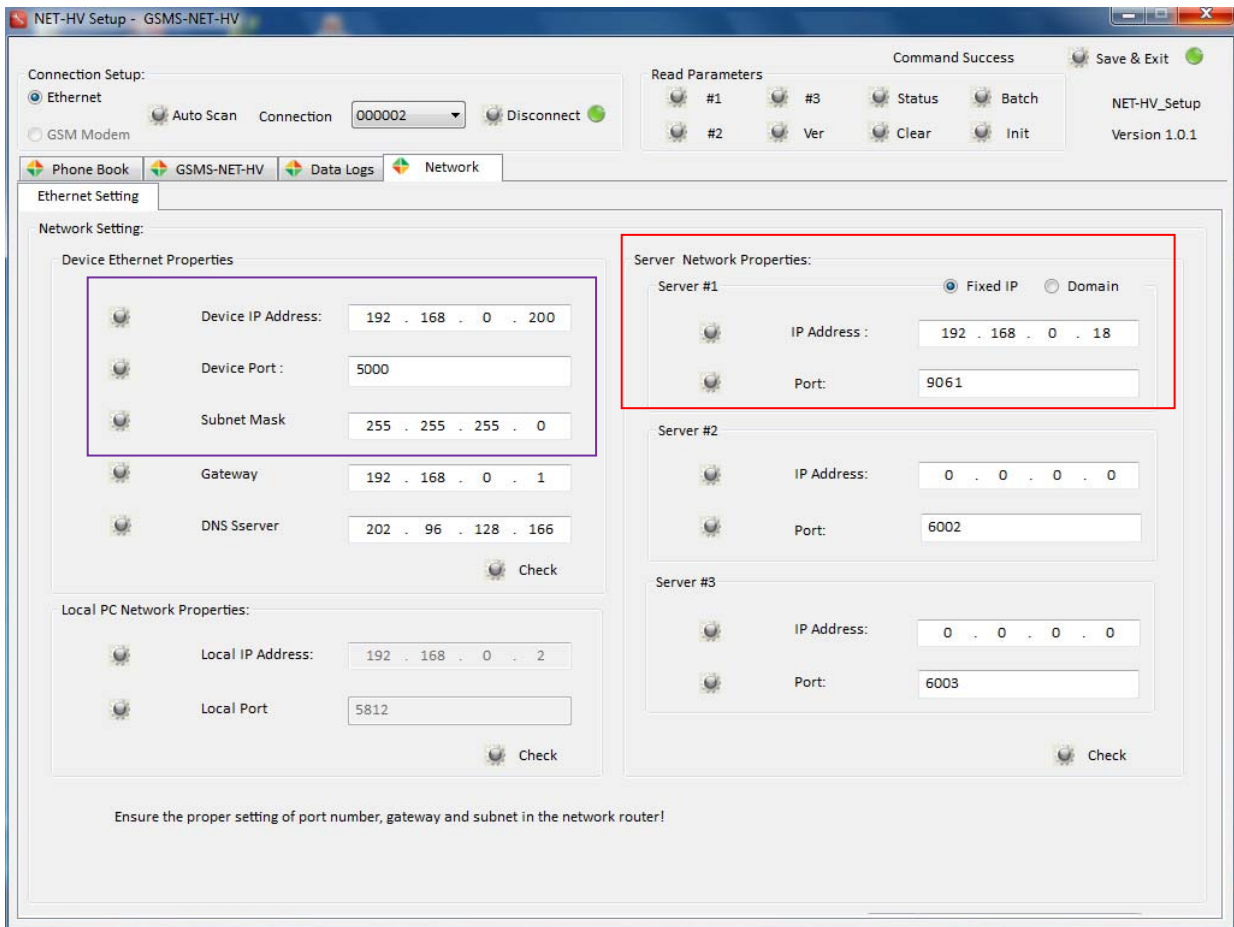 NET-HV Setup - GSMS-NET-HV
Command Success Save & Exit
Connection Setup:
Ethernet
Auto Scan Connection 000002 Disconnect
GSM Modem
Read Parameters
#1 #3 Status Batch
#2 Ver Clear Init
NET-HV_Setup
Version 1.0.1
Phone Book GSMS-NET-HV Data Logs Network
Ethernet Setting
Network Setting:
Device Ethernet Properties
Device IP Address: 192 . 168 . 0 . 200
Device Port : 5000
Subnet Mask 255 . 255 . 255 . 0
Gateway 192 . 168 . 0 . 1
DNS Sserver 202 . 96 . 128 . 166
Check
Local PC Network Properties:
Local IP Address: 192 . 168 . 0 . 2
Local Port 5812
Check
Server Network Properties:
Server #1 Fixed IP Domain
IP Address : 192 . 168 . 0 . 18
Port: 9061
Server #2
IP Address: 0 . 0 . 0 . 0
Port: 6002
Server #3
IP Address: 0 . 0 . 0 . 0
Port: 6003
Check
Ensure the proper setting of port number, gateway and subnet in the network router!